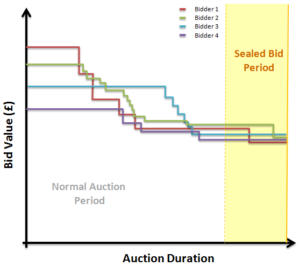 Bidder 1
Bidder 2
Bidder 3
Bidder 4
Sealed Bid
Period
Bid Value (£)
Normal Auction
Period
Auction Duration